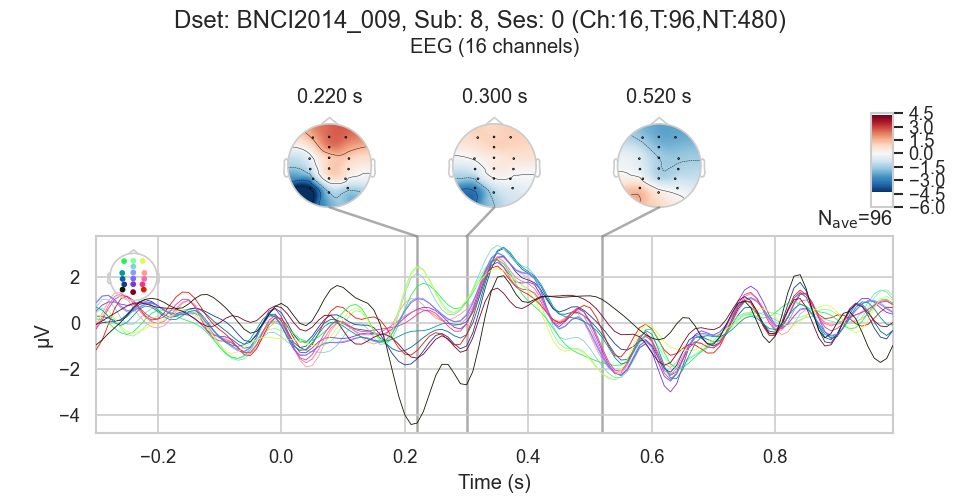 Dset: BNCI2014_009, Sub: 8, Ses: 0 (Ch:16,T:96,NT:480)
EEG (16 channels)
0.220 s
0.300 s
0.520 s
4.5
3.0
1.5
0.0
−1.5
−3.0
−4.5
−6.0
Nave=96
2
0
−2
−4
µV
−0.2
0.0
0.2
0.4
0.6
0.8
Time (s)